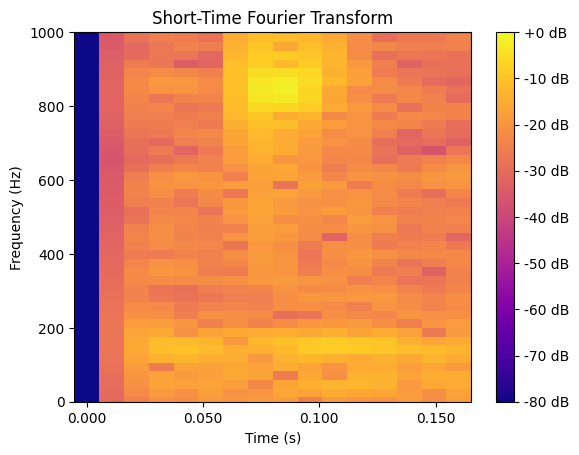 Short-Time Fourier Transform
1000
800
600
400
200
0
Frequency (Hz)
0.000
0.050
0.100
0.150
Time (s)
+0 dB
-10 dB
-20 dB
-30 dB
-40 dB
-50 dB
-60 dB
-70 dB
-80 dB